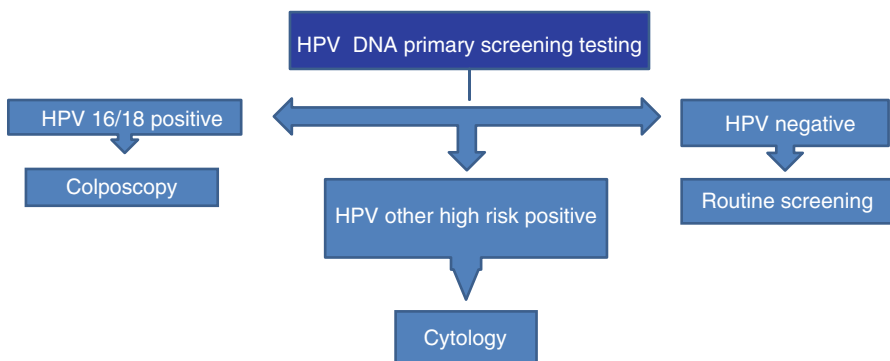 HPV DNA primary screening testing
HPV 16/18 positive
HPV negative
Colposcopy
HPV other high risk positive
Routine screening
Cytology